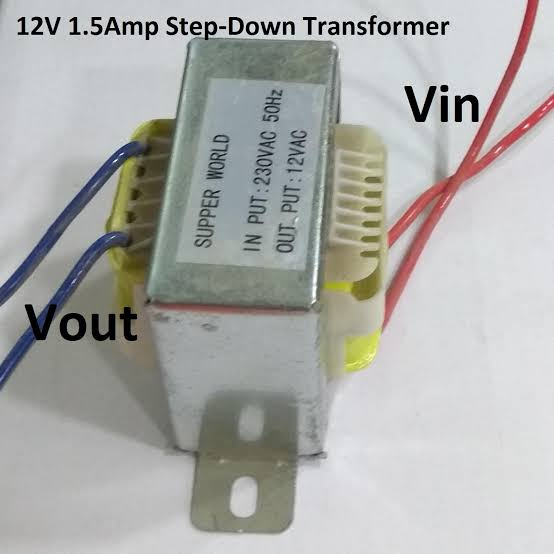 12V 1.5Amp Step-Down Transformer
Vin
SUPPER WORLD
IN PUT:230VAC 50Hz
OUT PUT:12VAC
Vout